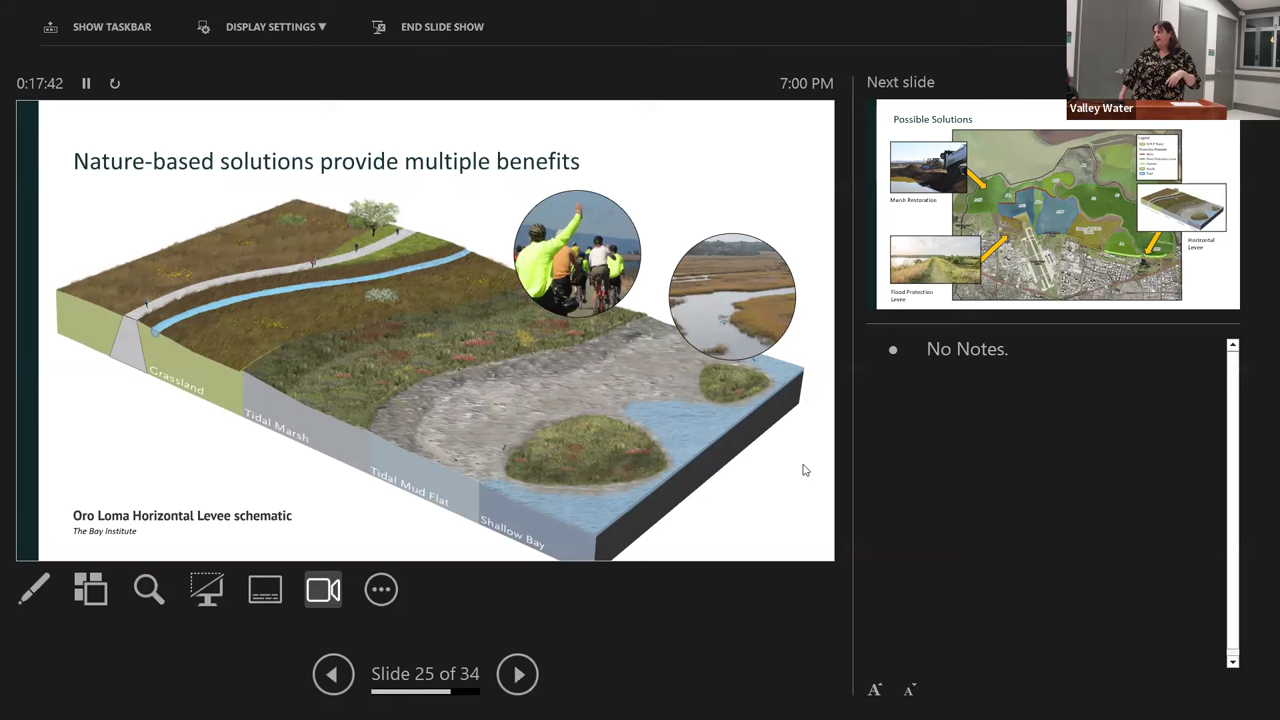 SHOW TASKBAR
DISPLAY SETTINGS ▼
END SLIDE SHOW
0:17:42
7:00 PM
Next slide
Valley Water
Nature-based solutions provide multiple benefits
Grassland
Tidal Marsh
Tidal Mud Flat
Shallow Bay
Oro Loma Horizontal Levee schematic
The Bay Institute
Possible Solutions
Marsh Restoration
Horizontal
Levee
Flood Protection
Levee
No Notes.
Slide 25 of 34
A
A